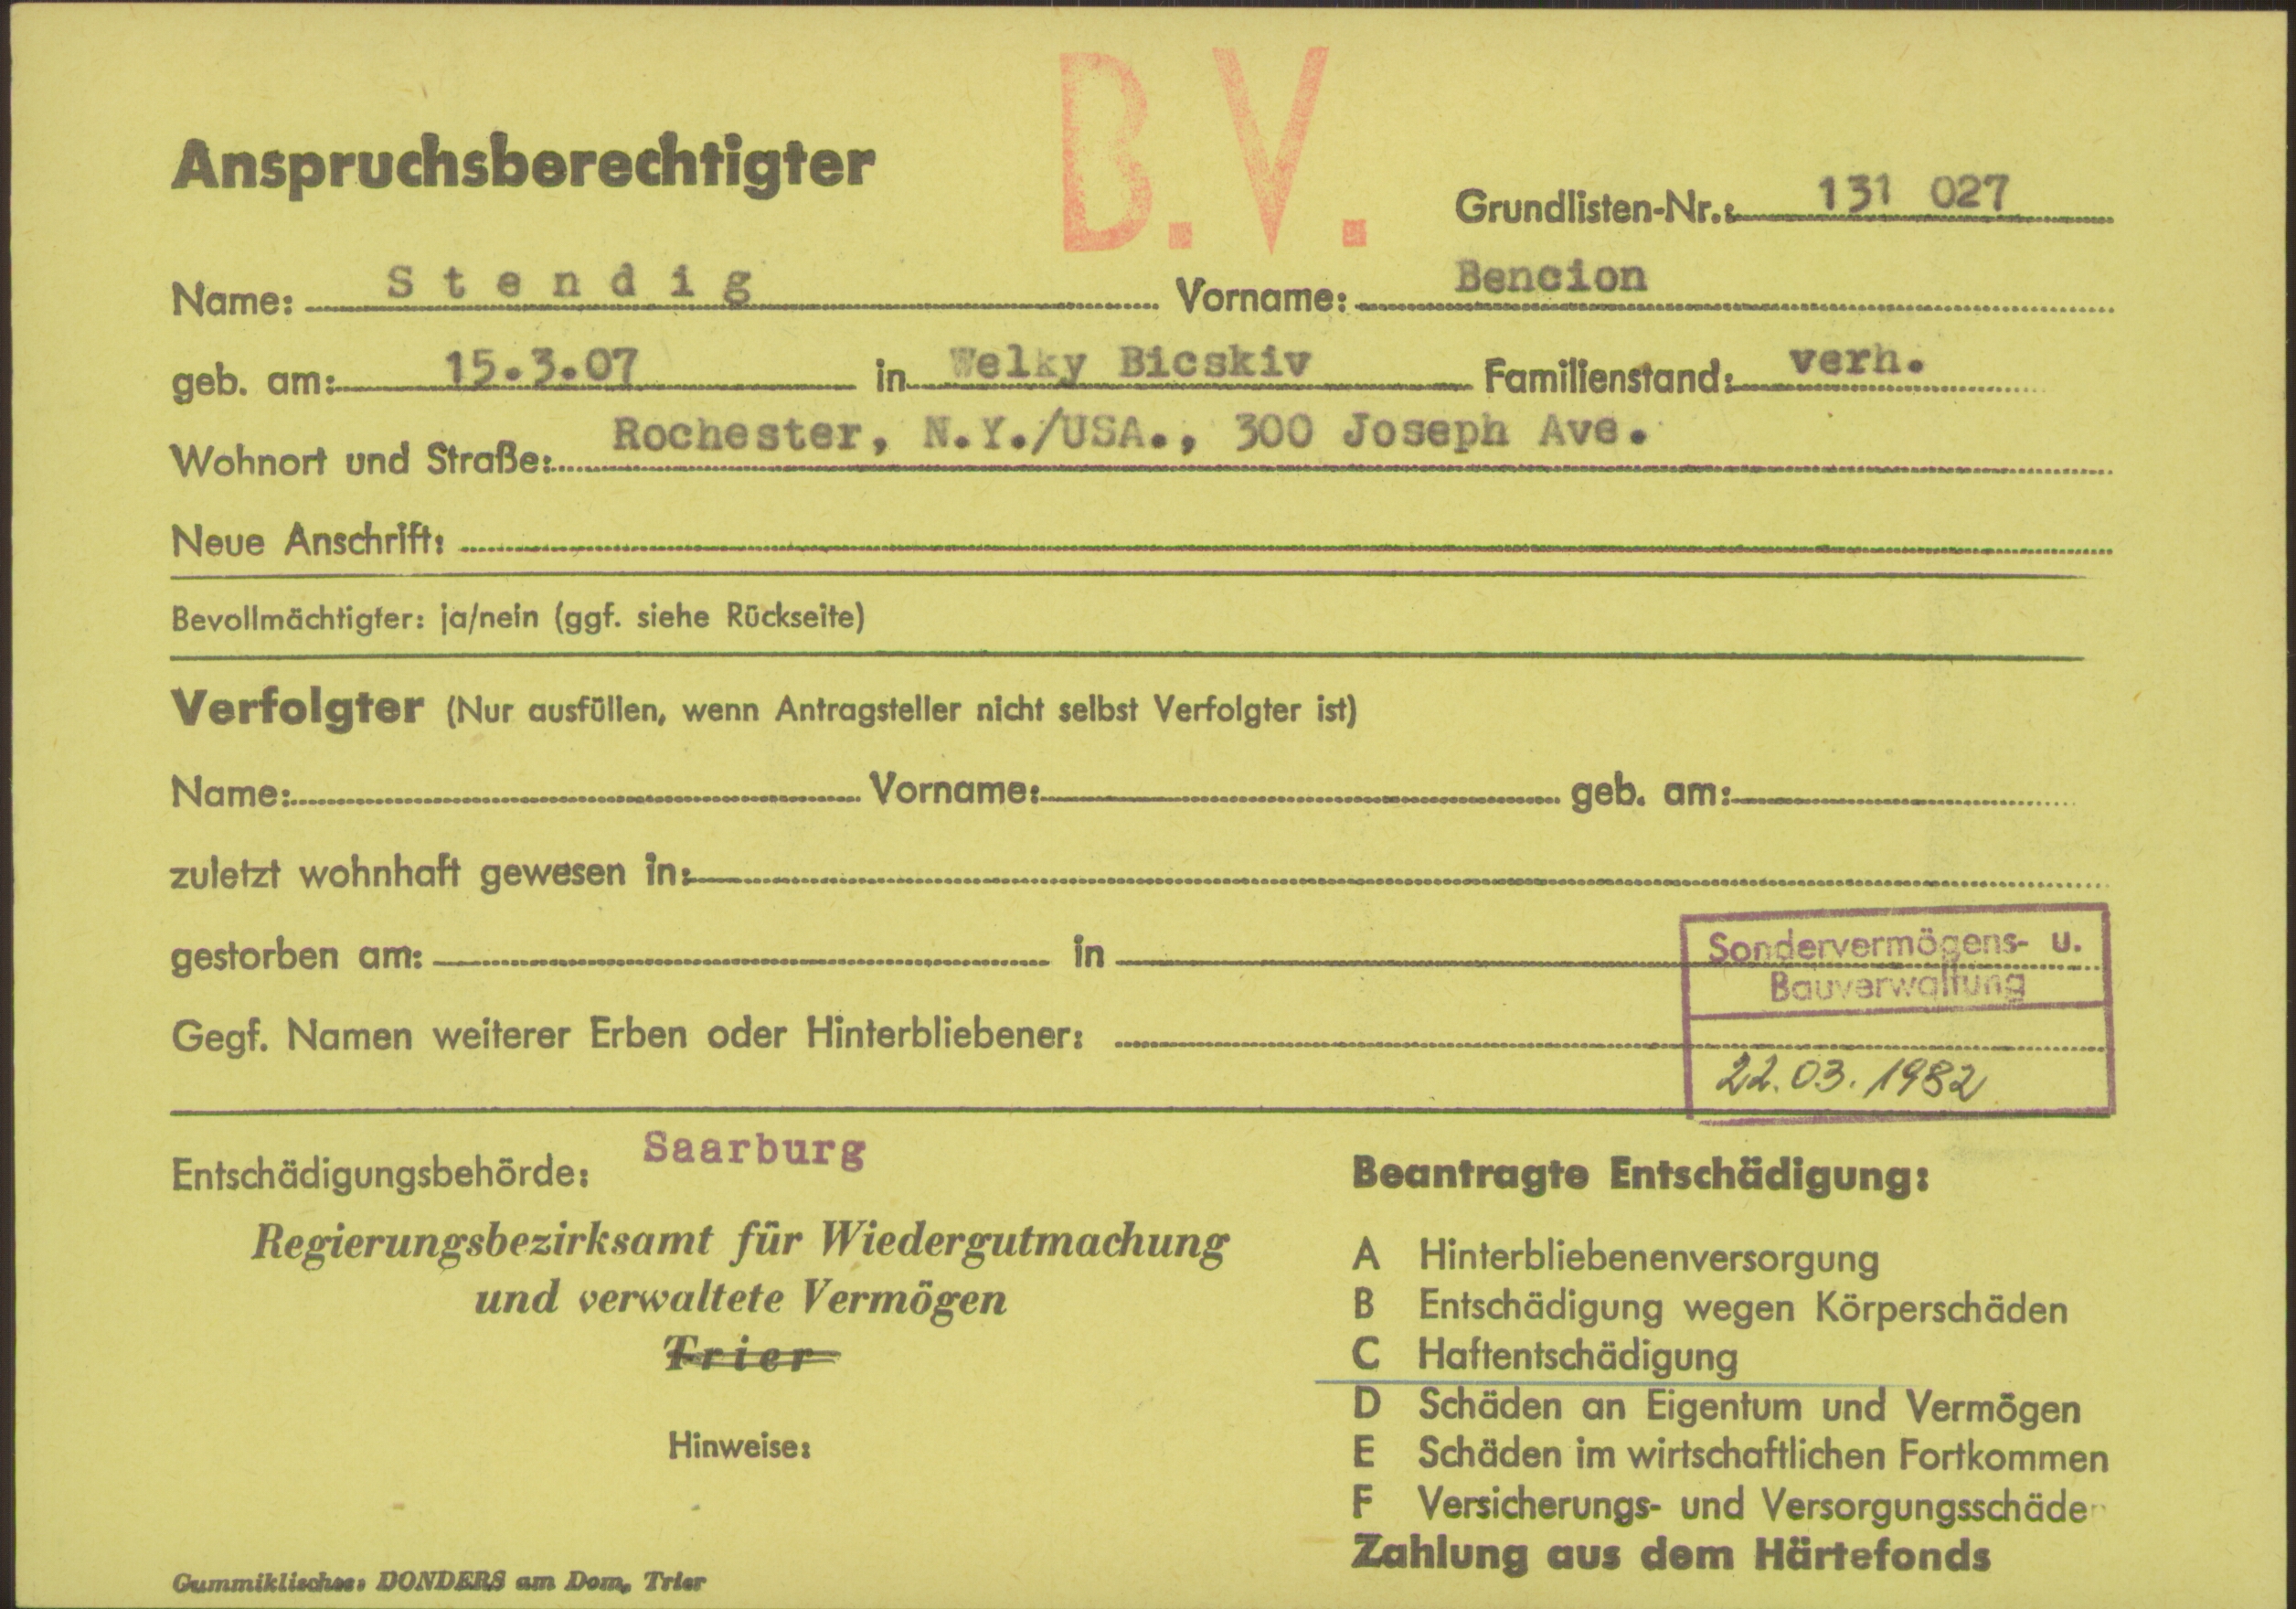 B.V.
Anspruchsberechtigter
Grundlisten-Nr.: 131 027
Name: Stendig Vorname: Bencion
geb. am: 15.3.07 in Welky Bicskiv Familienstand: verh.
Wohnort und Straße: Rochester, N.Y./USA., 300 Joseph Ave.
Neue Anschrift:
Bevollmächtigter: ja/nein (ggf. siehe Rückseite)
Verfolgter (Nur ausfüllen, wenn Antragsteller nicht selbst Verfolgter ist)
Name: Vorname: geb. am:
zuletzt wohnhaft gewesen in:
gestorben am: in
Gegf. Namen weiterer Erben oder Hinterbliebener:
Sondervermögens- u.
Bauverwaltung
22.03.1982
Entschädigungsbehörde: Saarburg
Regierungsbezirksamt für Wiedergutmachung
und verwaltete Vermögen
Trier
Hinweise:
Gummiklischee: DONDERS am Dom, Trier
Beantragte Entschädigung:
A Hinterbliebenenversorgung
B Entschädigung wegen Körperschäden
C Haftentschädigung
D Schäden an Eigentum und Vermögen
E Schäden im wirtschaftlichen Fortkommen
F Versicherungs- und Versorgungsschäden
Zahlung aus dem Härtefonds